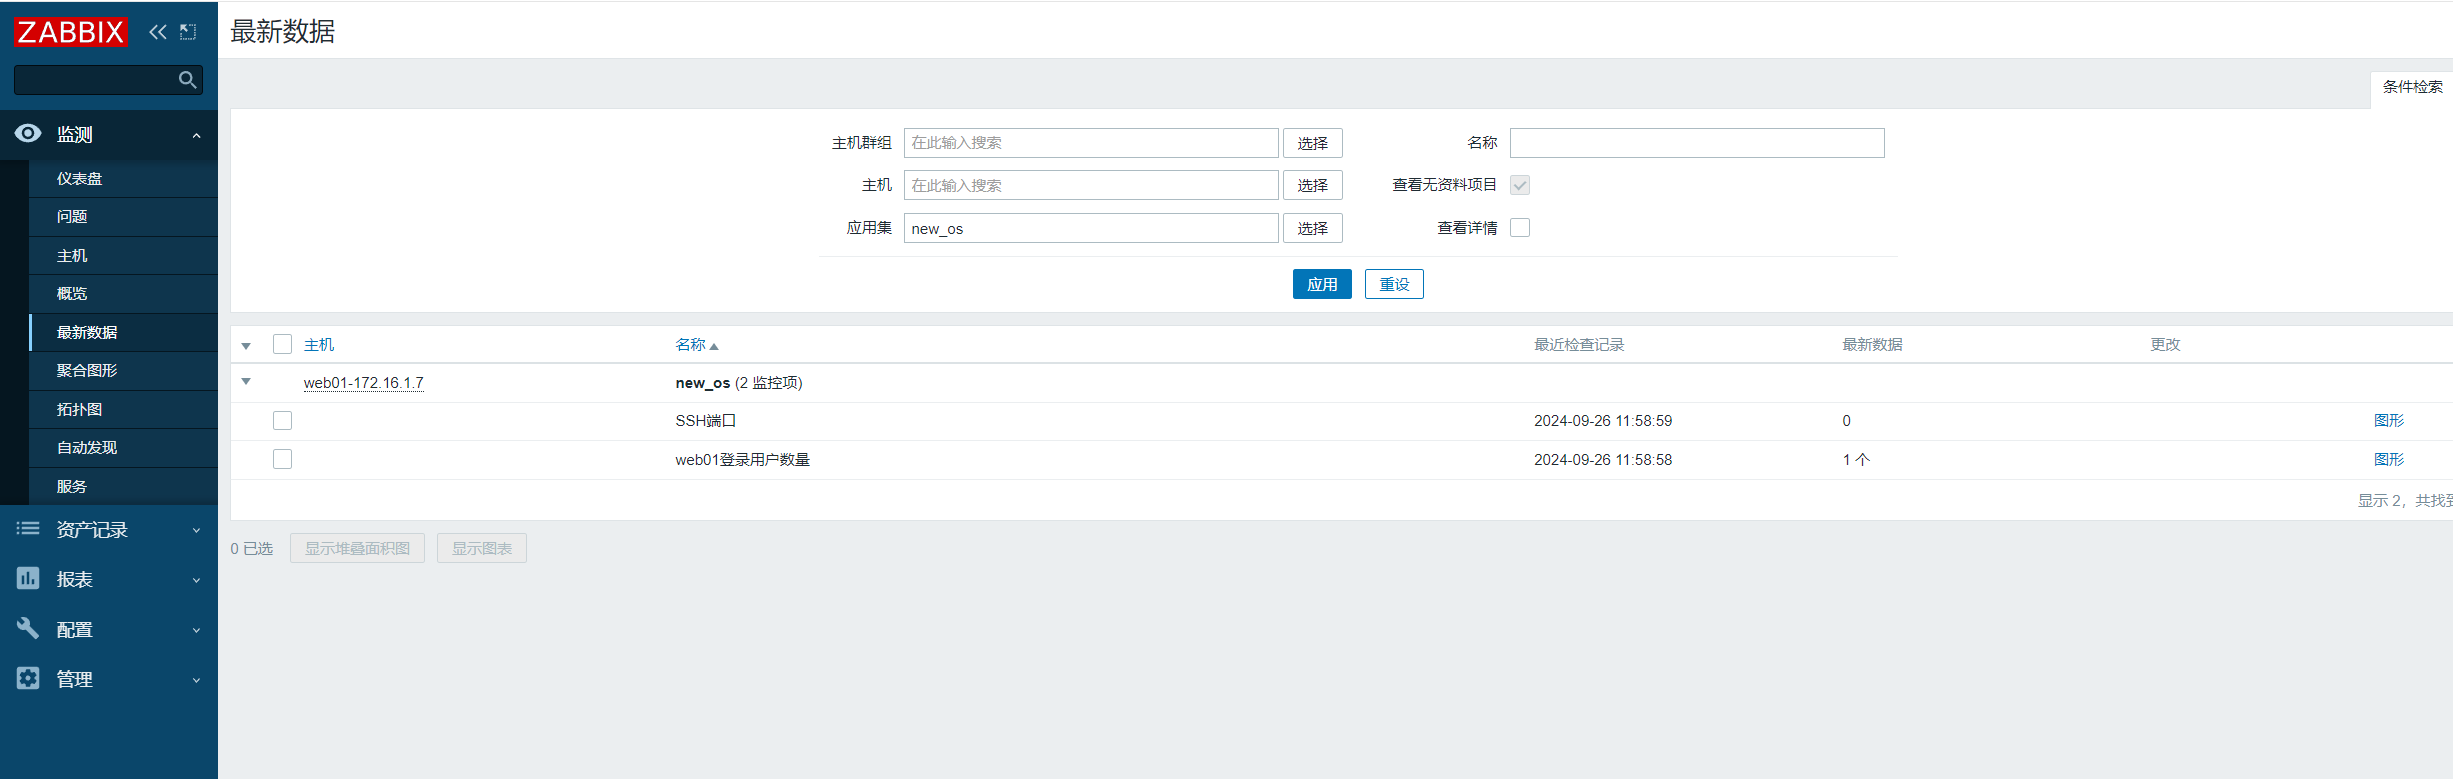 ZABBIX
最新数据
条件检索
监测
仪表盘
问题
主机
概览
最新数据
聚合图形
拓扑图
自动发现
服务
资产记录
报表
配置
管理
主机群组 在此输入搜索 选择 名称
主机 在此输入搜索 选择 查看无资料项目
应用集 new_os 选择 查看详情
应用 重设
主机 名称 最近检查记录 最新数据 更改
web01-172.16.1.7 new_os (2 监控项)
SSH端口 2024-09-26 11:58:59 0 图形
web01登录用户数量 2024-09-26 11:58:58 1 个 图形
显示 2，共找到
0 已选 显示堆叠面积图 显示图表